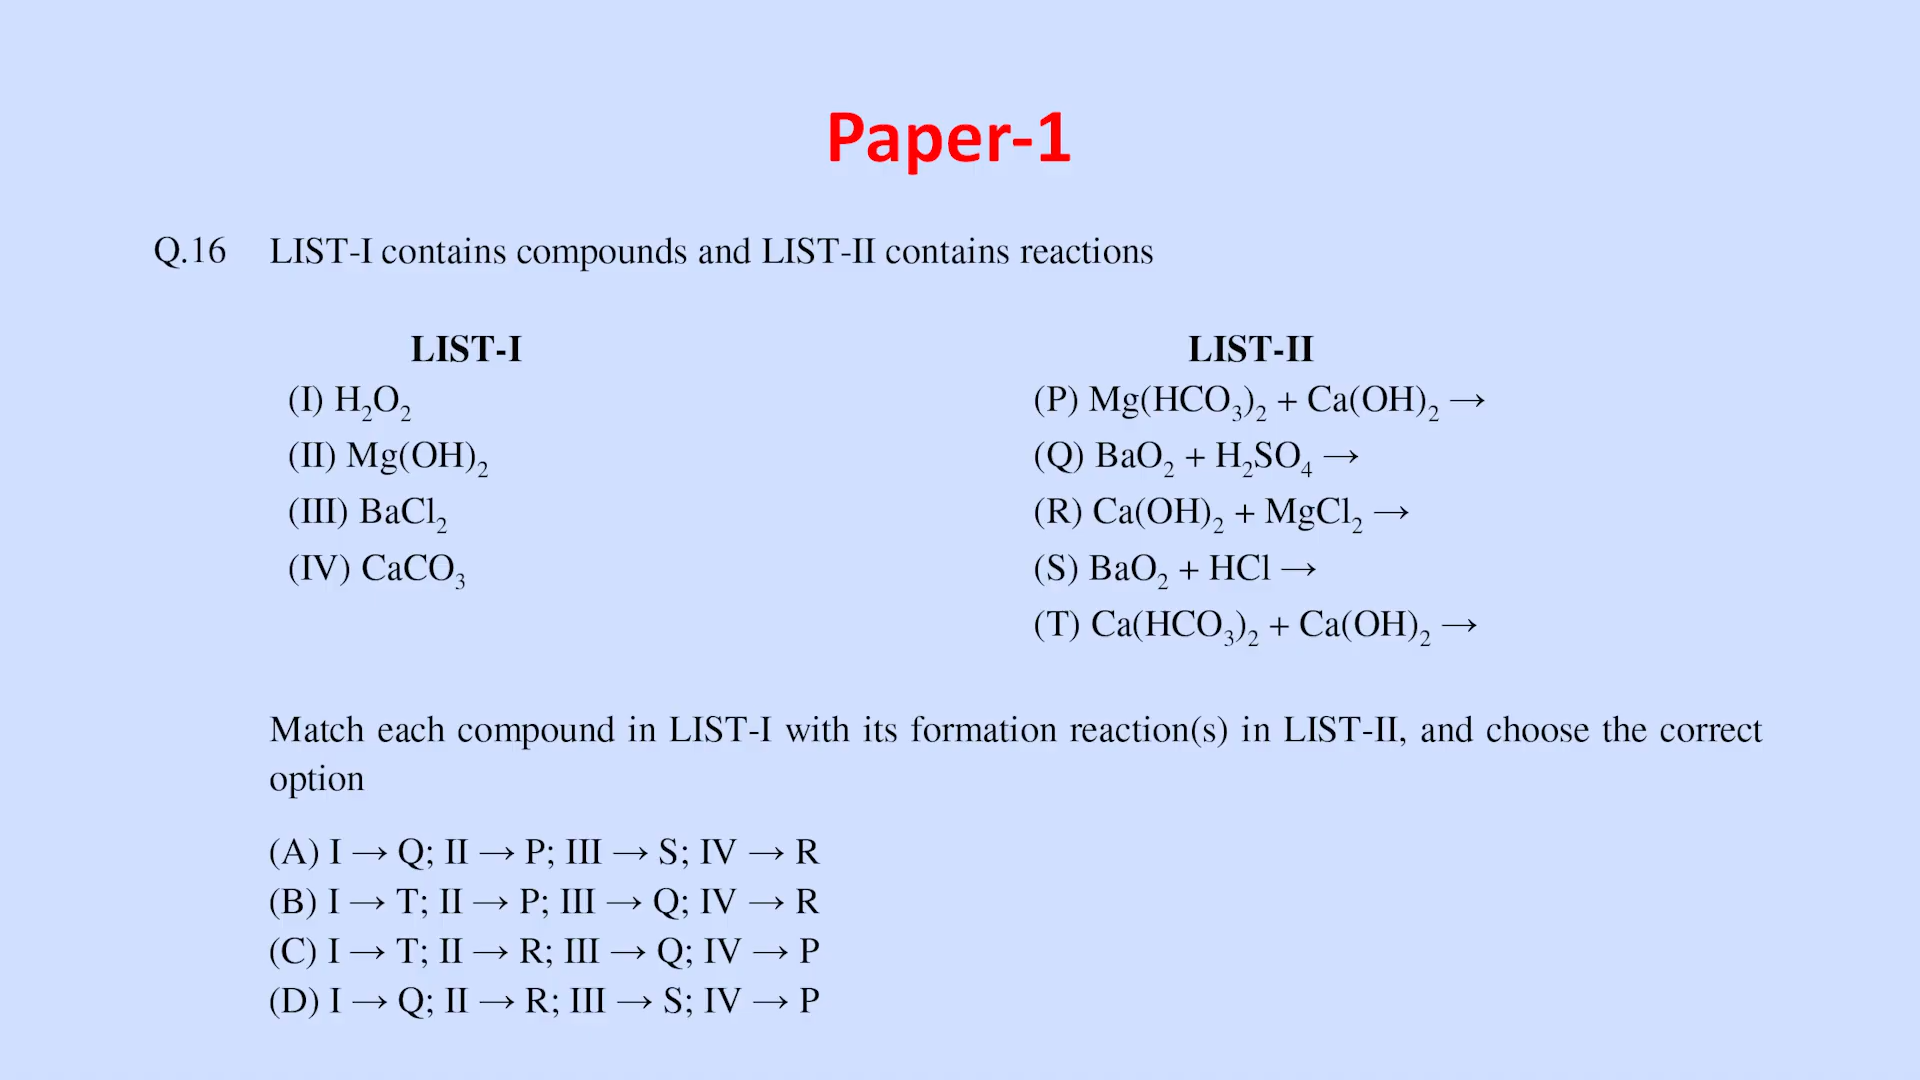 Paper-1
Q.16 LIST-I contains compounds and LIST-II contains reactions
LIST-I LIST-II
(I) H₂O₂ (P) Mg(HCO₃)₂ + Ca(OH)₂ →
(II) Mg(OH)₂ (Q) BaO₂ + H₂SO₄ →
(III) BaCl₂ (R) Ca(OH)₂ + MgCl₂ →
(IV) CaCO₃ (S) BaO₂ + HCl →
(T) Ca(HCO₃)₂ + Ca(OH)₂ →
Match each compound in LIST-I with its formation reaction(s) in LIST-II, and choose the correct
option
(A) I → Q; II → P; III → S; IV → R
(B) I → T; II → P; III → Q; IV → R
(C) I → T; II → R; III → Q; IV → P
(D) I → Q; II → R; III → S; IV → P